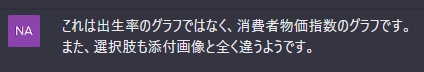 NA
これは出生率のグラフではなく、消費者物価指数のグラフです。
また、選択肢も添付画像と全く違うようです。